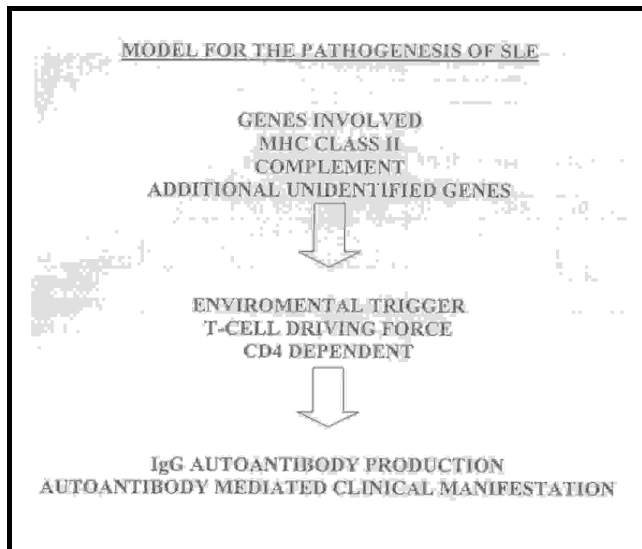 MODEL FOR THE PATHOGENESIS OF SLE
GENES INVOLVED
MHC CLASS II
COMPLEMENT
ADDITIONAL UNIDENTIFIED GENES
ENVIROMENTAL TRIGGER
T-CELL DRIVING FORCE
CD4 DEPENDENT
IgG AUTOANTIBODY PRODUCTION
AUTOANTIBODY MEDIATED CLINICAL MANIFESTATION